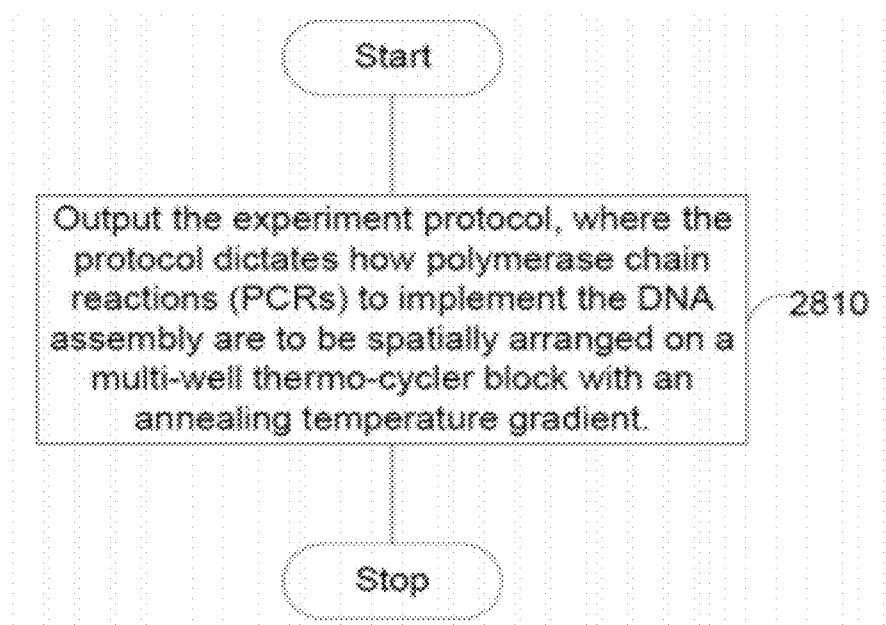 Start
Output the experiment protocol, where the
protocol dictates how polymerase chain
reactions (PCRs) to implement the DNA
assembly are to be spatially arranged on a
multi-well thermo-cycler block with an
annealing temperature gradient.
2810
Stop